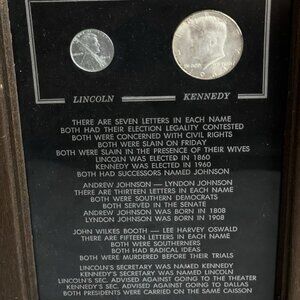 LINCOLN KENNEDY
THERE ARE SEVEN LETTERS IN EACH NAME
BOTH HAD THEIR ELECTION LEGALITY CONTESTED
BOTH WERE CONCERNED WITH CIVIL RIGHTS
BOTH WERE SLAIN ON FRIDAY
BOTH WERE SLAIN IN THE PRESENCE OF THEIR WIVES
LINCOLN WAS ELECTED IN 1860
KENNEDY WAS ELECTED IN 1960
BOTH HAD SUCCESSORS NAMED JOHNSON
ANDREW JOHNSON — LYNDON JOHNSON
THERE ARE THIRTEEN LETTERS IN EACH NAME
BOTH WERE SOUTHERN DEMOCRATS
BOTH SERVED IN THE SENATE
ANDREW JOHNSON WAS BORN IN 1808
LYNDON JOHNSON WAS BORN IN 1908
JOHN WILKES BOOTH — LEE HARVEY OSWALD
THERE ARE FIFTEEN LETTERS IN EACH NAME
BOTH WERE SOUTHERNERS
BOTH HAD RADICAL IDEAS
BOTH WERE MURDERED BEFORE THEIR TRIALS
LINCOLN'S SECRETARY WAS NAMED KENNEDY
KENNEDY'S SECRETARY WAS NAMED LINCOLN
LINCOLN'S SEC. ADVISED AGAINST GOING TO THE THEATER
KENNEDY'S SEC. ADVISED AGAINST GOING TO DALLAS
BOTH PRESIDENTS WERE CARRIED ON THE SAME CAISSON